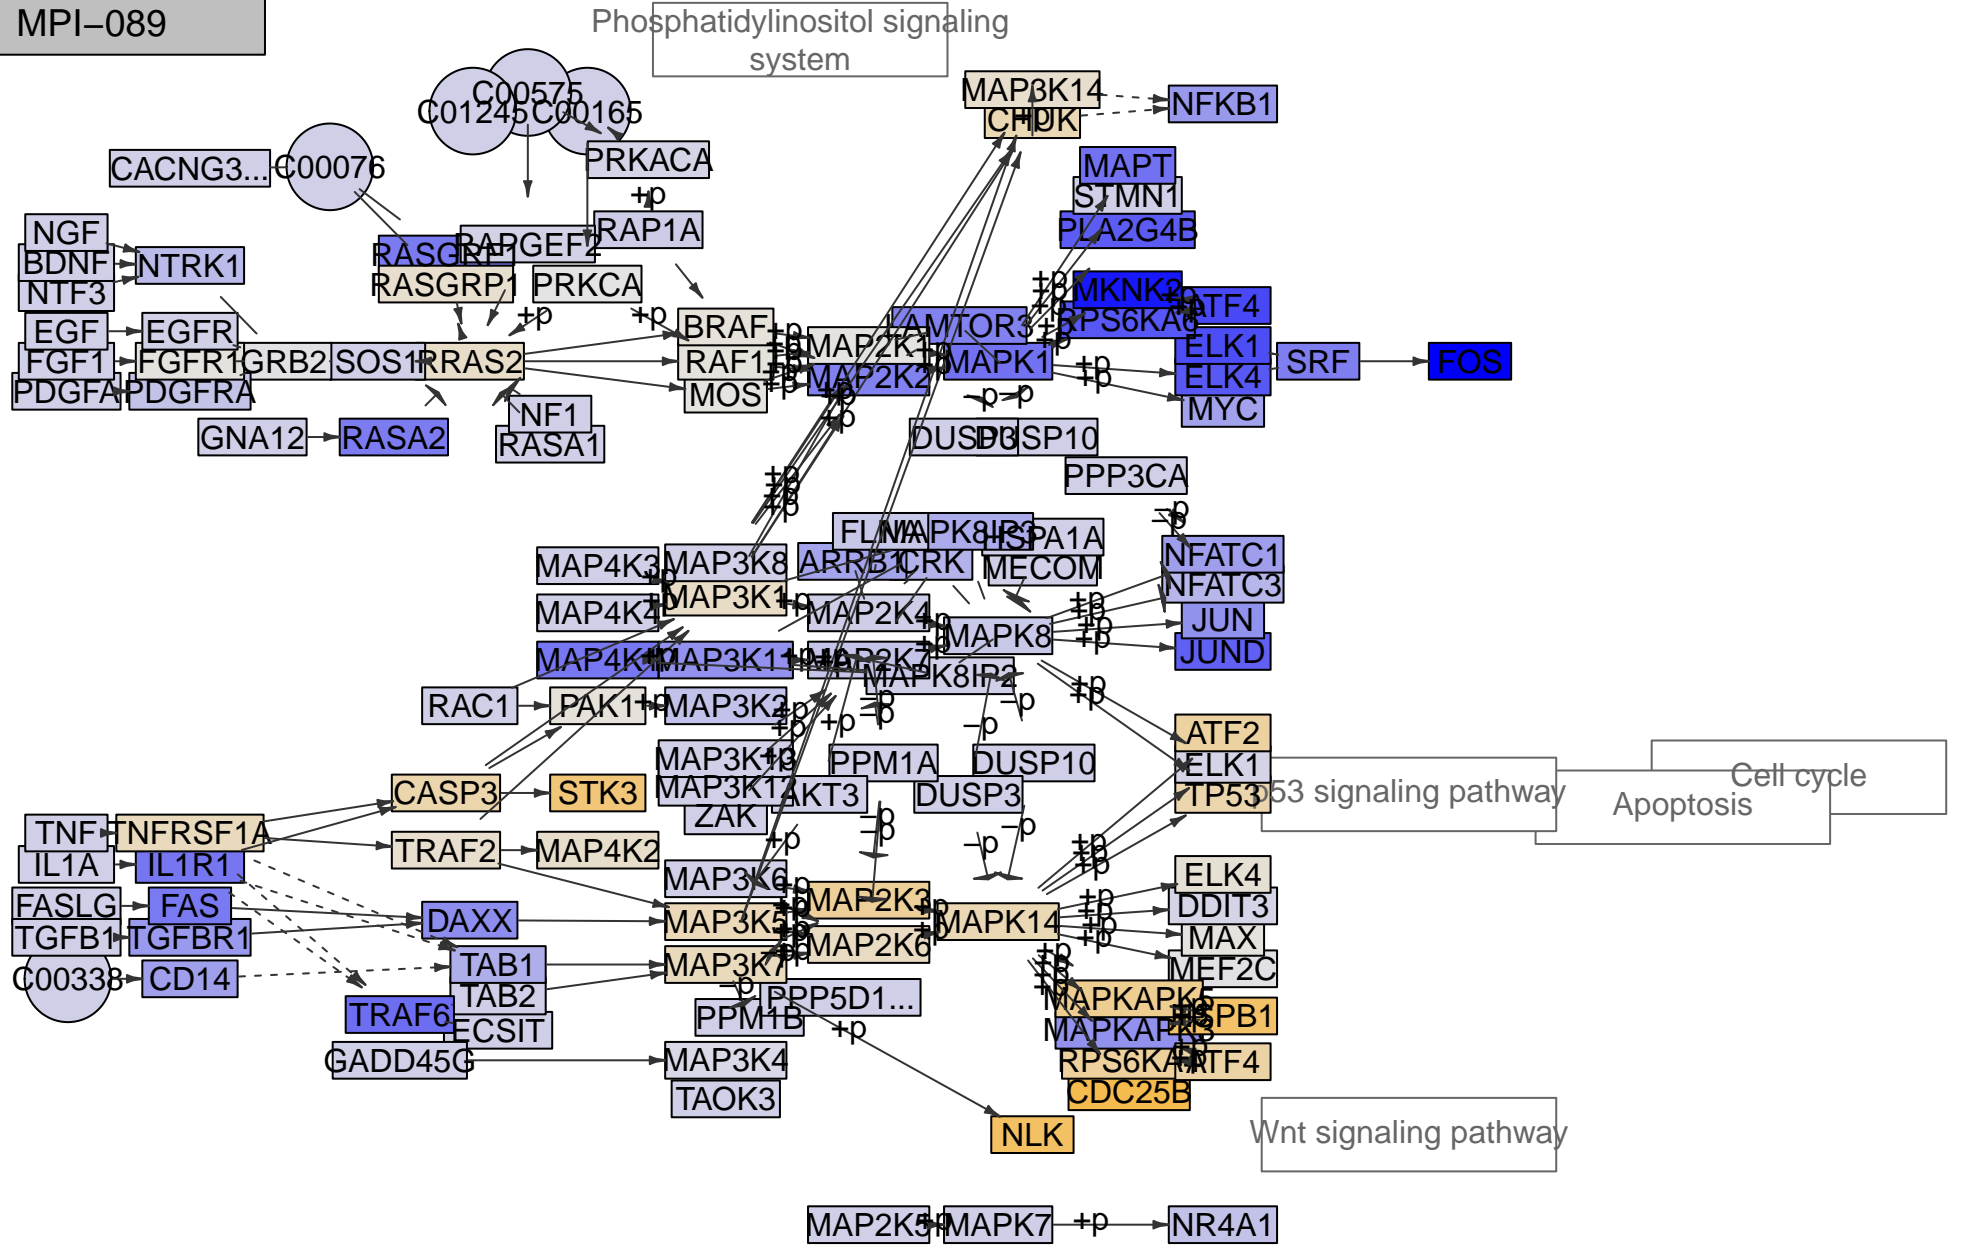 MPI–089
Phosphatidylinositol signaling
system
C00575
C01245
C00165
MAP3K14
CHUK
+p
NFKB1
CACNG3...
C00076
PRKACA
+p
MAPT
STMN1
PLA2G4B
NGF
BDNF
NTF3
NTRK1
RAPGEF2
RAP1A
RASGRP1
PRKCA
+p
+p
MKNK2
ATF4
EGF
EGFR
BRAF
LAMTOR3
RPS6KA6
FGF1
FGFR1
GRB2
SOS1
RRAS2
RAF1
MAP2K1
MAPK1
ELK1
SRF
FOS
PDGFA
PDGFRA
MOS
MAP2K2
ELK4
+p
+p
MYC
GNA12
RASA2
NF1
RASA1
–p
–p
DUSP3
DUSP10
PPP3CA
+p
+p
+p
–p
–p
FLNA
MAPK8IP3
HSPA1A
MAP4K3
MAP3K8
ARRB1
CRK
MECOM
NFATC1
NFATC3
+p
MAP4K4
+p
MAP3K1
+p
MAP2K4
+p
MAPK8
+p
+p
+p
+p
JUN
JUND
MAP3K11
+p
MAP2K7
MAPK8IP2
RAC1
PAK1
+p
MAP3K2
+p
+p
+p
–p
–p
–p
–p
+p
+p
ATF2
ELK1
TP53
MAP3K13
+p
MAP3K12
ZAK
AKT3
PPM1A
DUSP10
DUSP3
p53 signaling pathway
Cell cycle
Apoptosis
CASP3
STK3
TNF
TNFRSF1A
TRAF2
MAP4K2
+p
–p
–p
–p
–p
+p
+p
+p
IL1A
IL1R1
MAP3K6
ELK4
FASLG
FAS
DAXX
MAP3K5
MAP2K3
MAPK14
DDIT3
TGFB1
TGFBR1
MAP2K6
MAX
C00338
CD14
TAB1
MAP3K7
MEF2C
TAB2
–p
PPP5D1...
PPM1B
TRAF6
ECSIT
+p
MAPKAPK5
MAPKAPK3
HSPB1
GADD45G
MAP3K4
ATF4
TAOK3
CDC25B
NLK
Wnt signaling pathway
MAP2K5
+p
MAPK7
+p
NR4A1